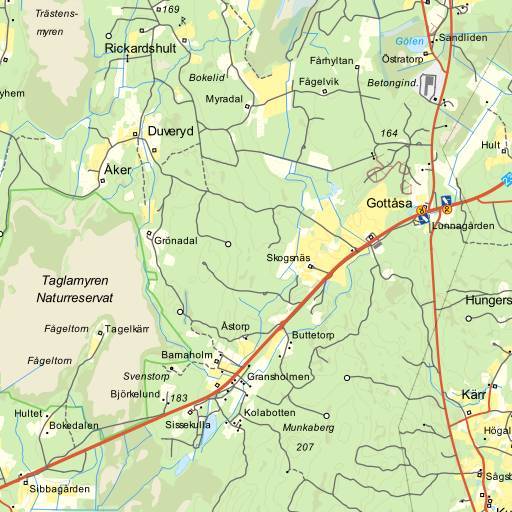 Trästens-
myren
169
Rickardshult
Gölen
Sandliden
Östratorp
Fårhyltan
Bokelid
Fågelvik
Betongind.
yhem
Myradal
Duveryd
164
Hult
Åker
Gottåsa
Lunnagården
Grönadal
Skogsnäs
Taglamyren
Naturreservat
Hungers
Fågeltorn
Tagelkärr
Åstorp
Buttetorp
Barnaholm
Fågeltorn
Svenstorp
Gransholmen
Björkelund
183
Kärr
Hultet
Kolabotten
Bokedalen
Sissekulla
Munkaberg
Högal
207
Sågsb
Sibbagården